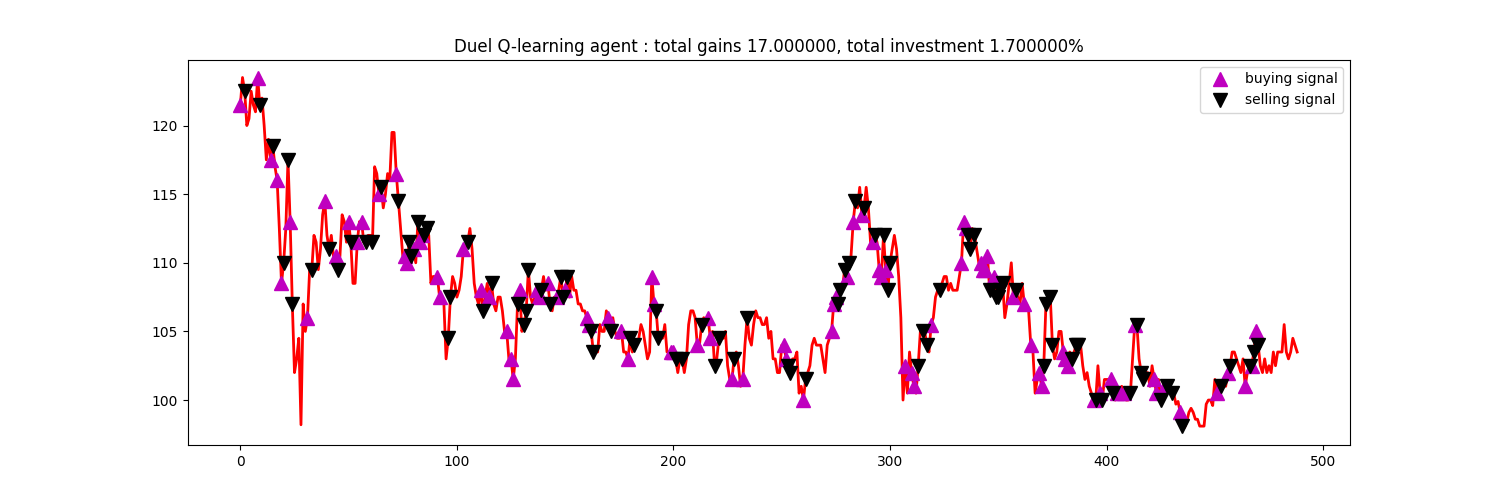 Duel Q-learning agent : total gains 17.000000, total investment 1.700000%
buying signal
selling signal
120
115
110
105
100
0 100 200 300 400 500